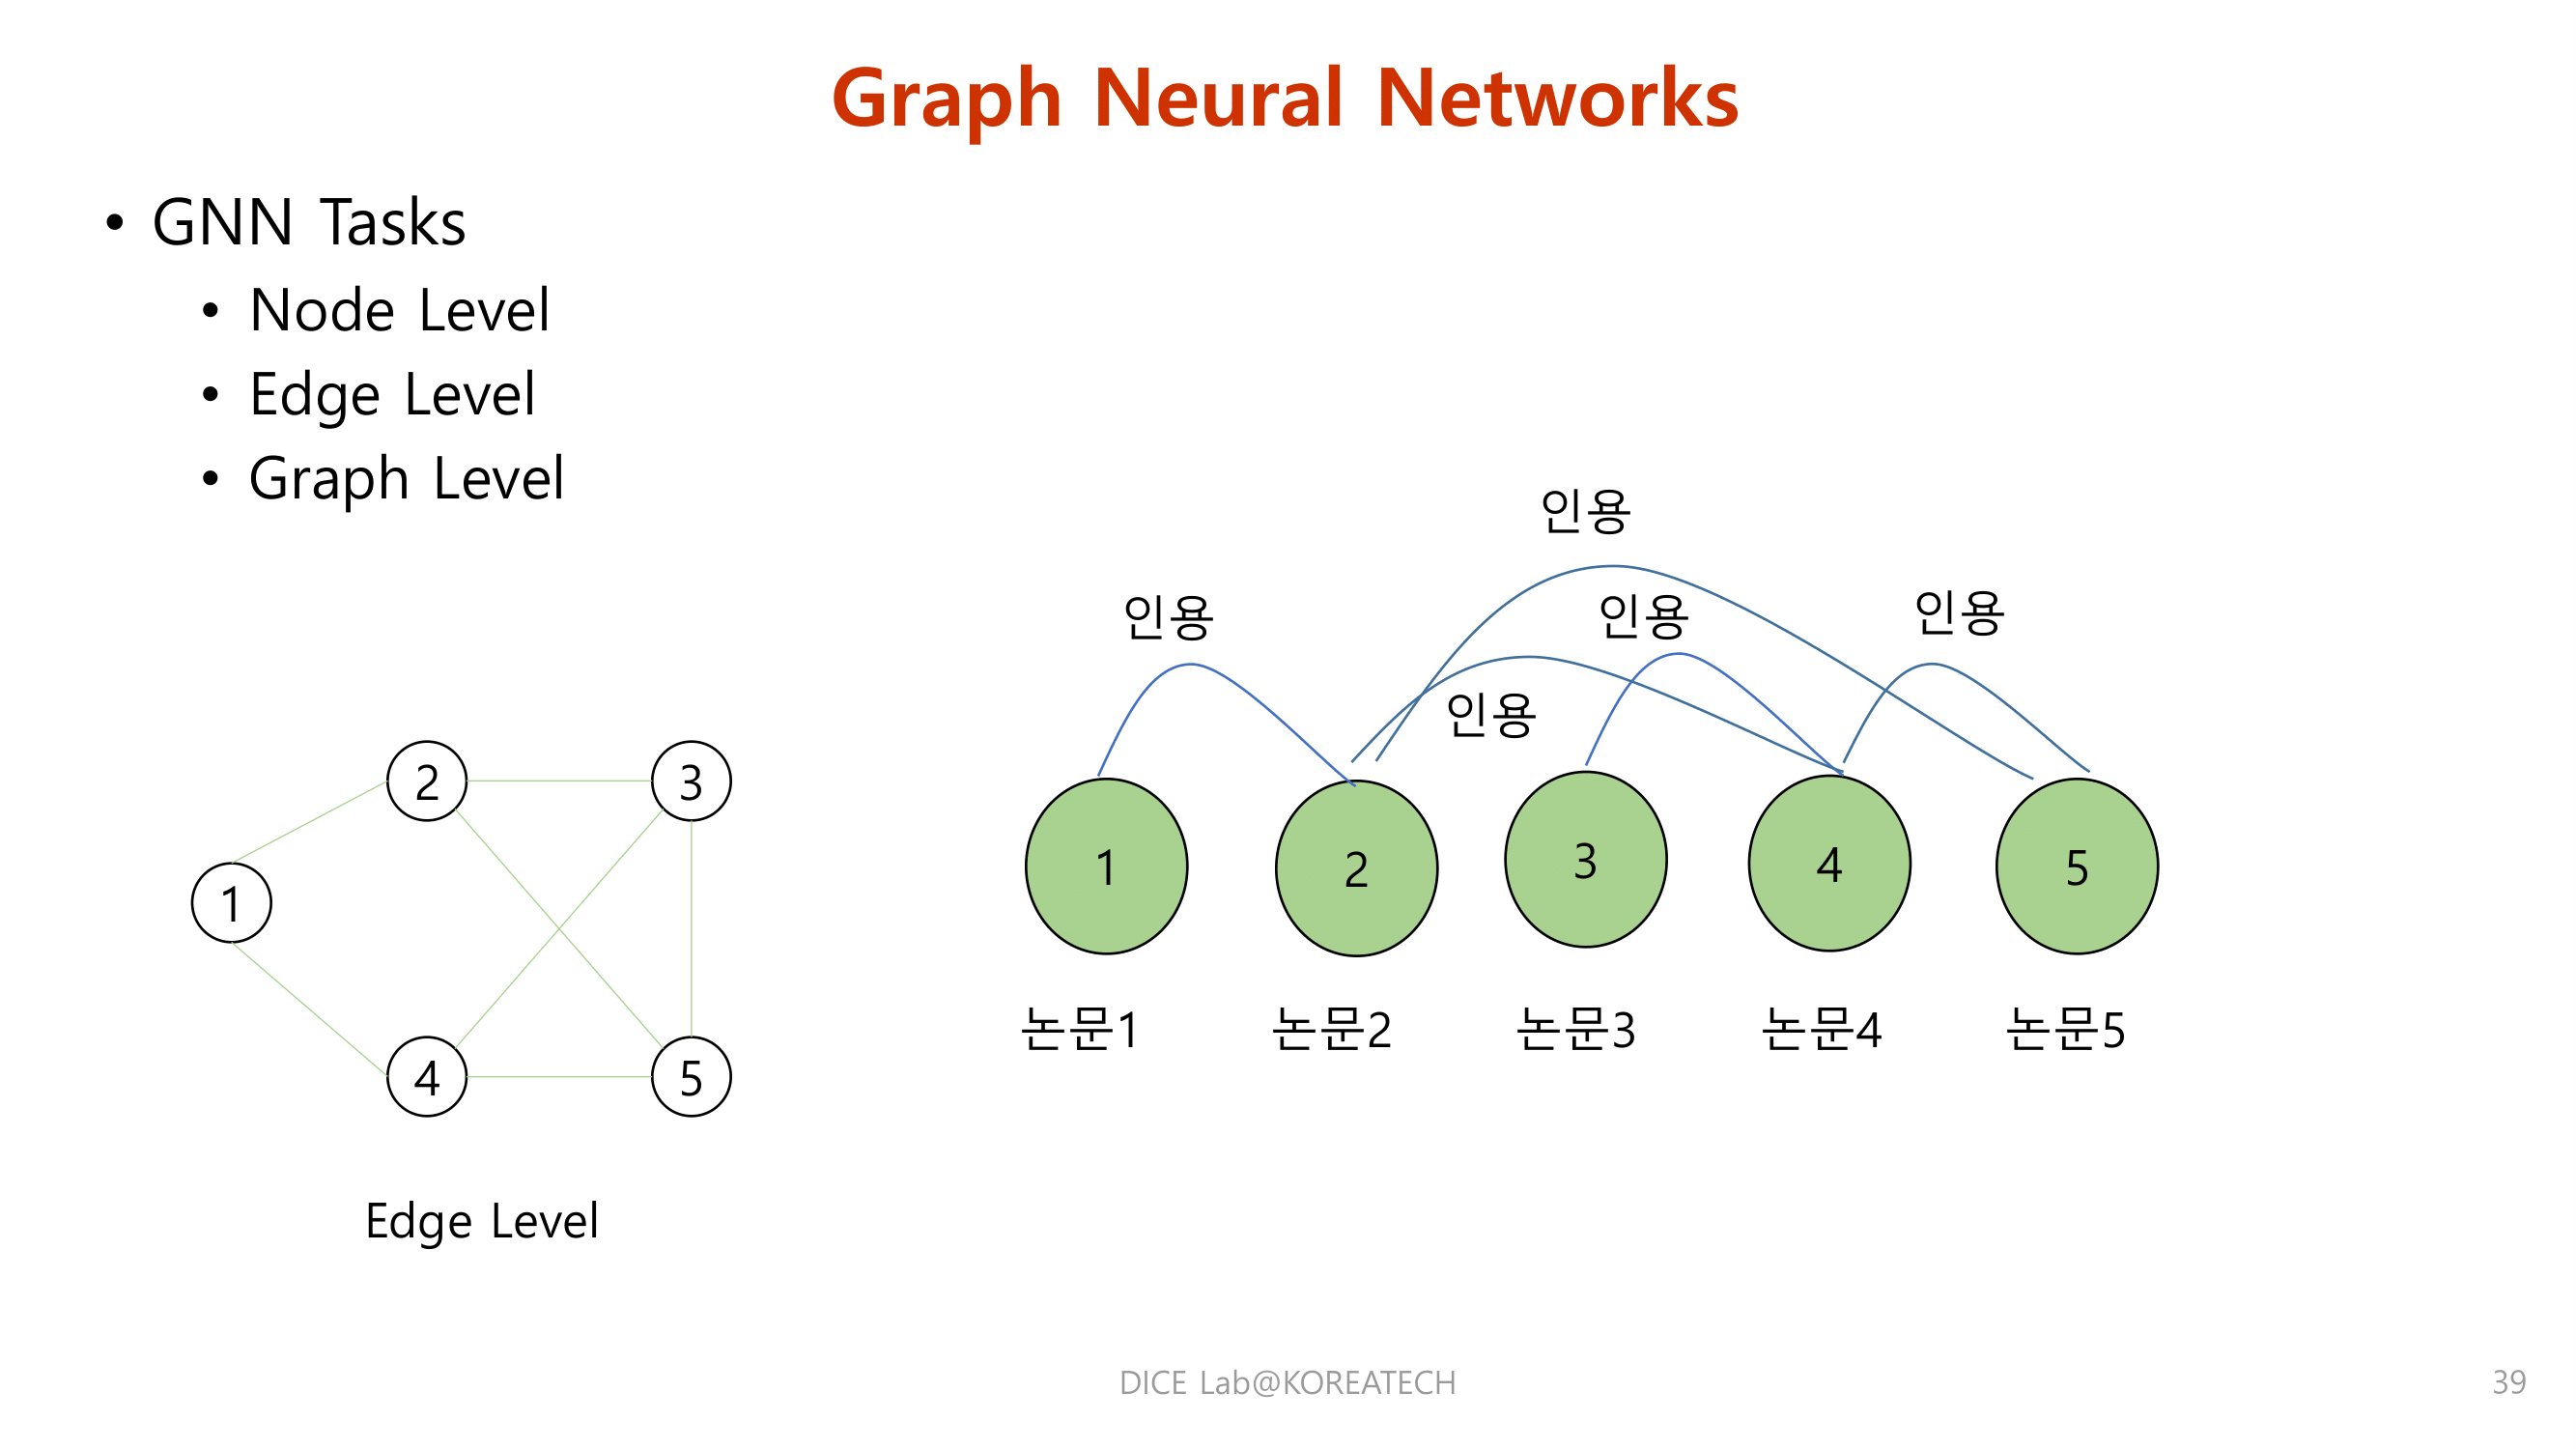 Graph Neural Networks
• GNN Tasks
• Node Level
• Edge Level
• Graph Level
인용
인용
인용
인용
인용
2
3
1
4
5
Edge Level
1
2
3
4
5
논문1
논문2
논문3
논문4
논문5
DICE Lab@KOREATECH
39